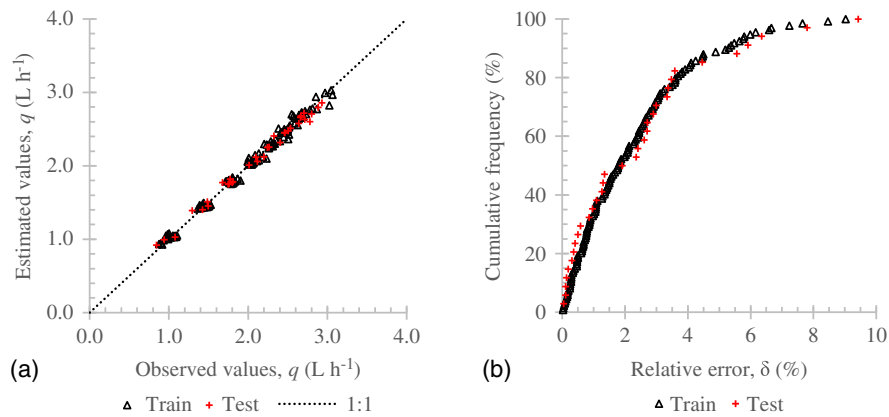 4.0
3.0
2.0
1.0
0.0
0.0 1.0 2.0 3.0 4.0
Estimated values, q (L h⁻¹)
Observed values, q (L h⁻¹)
(a)
Train Test 1:1
100
80
60
40
20
0
0 2 4 6 8 10
Cumulative frequency (%)
Relative error, δ (%)
(b)
Train Test